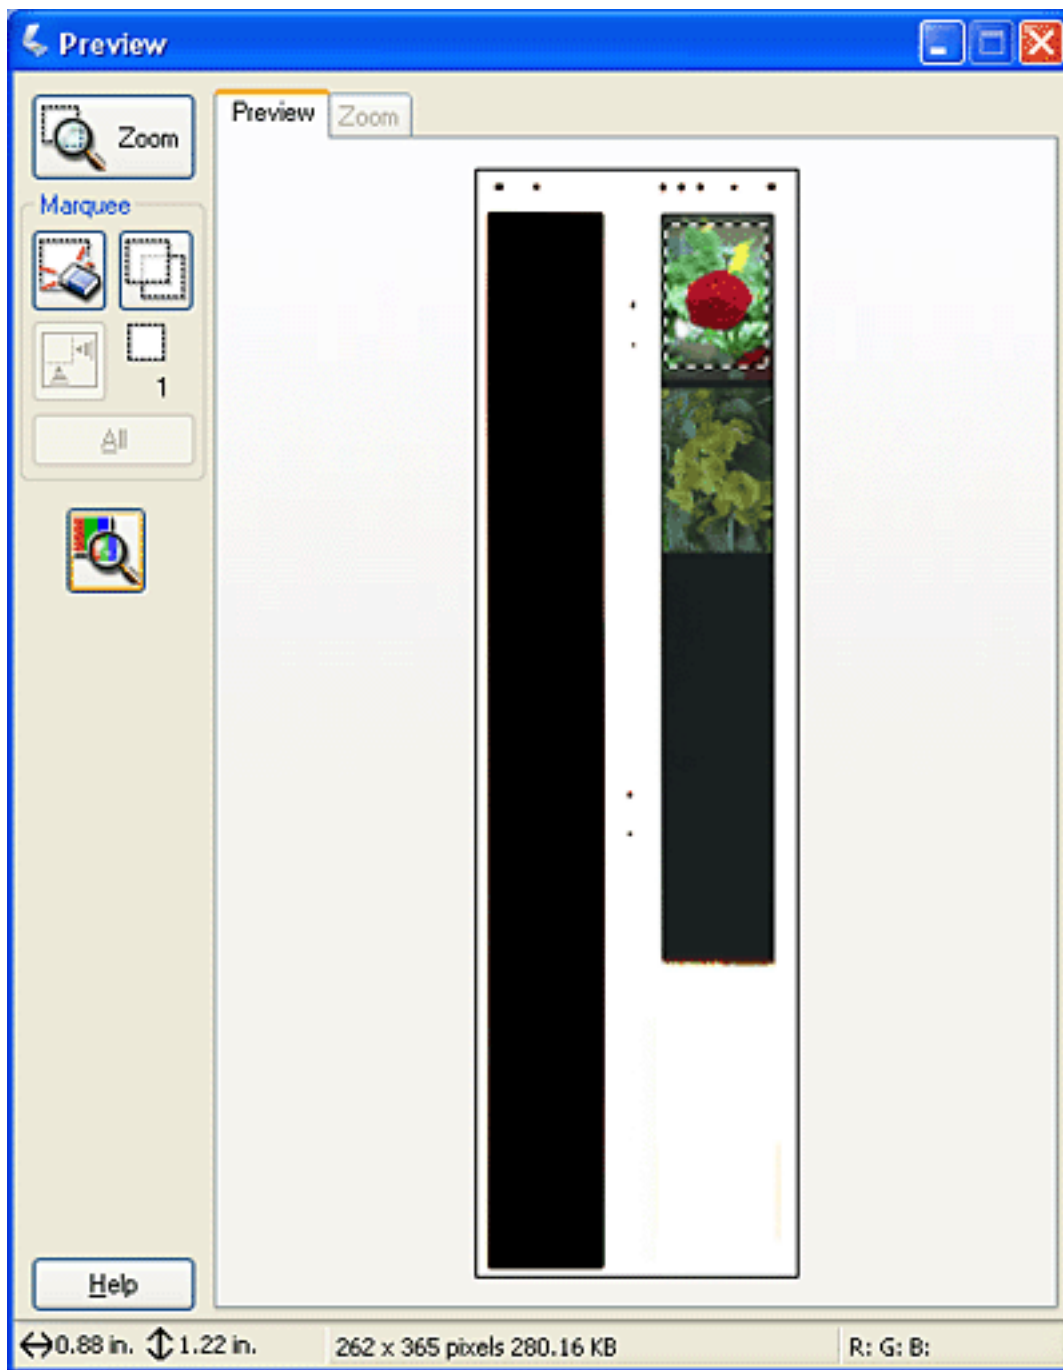 Preview
Zoom
Preview
Zoom
Marquee
1
All
Help
0.88 in. 1.22 in.
262 x 365 pixels 280.16 KB
R: G: B: